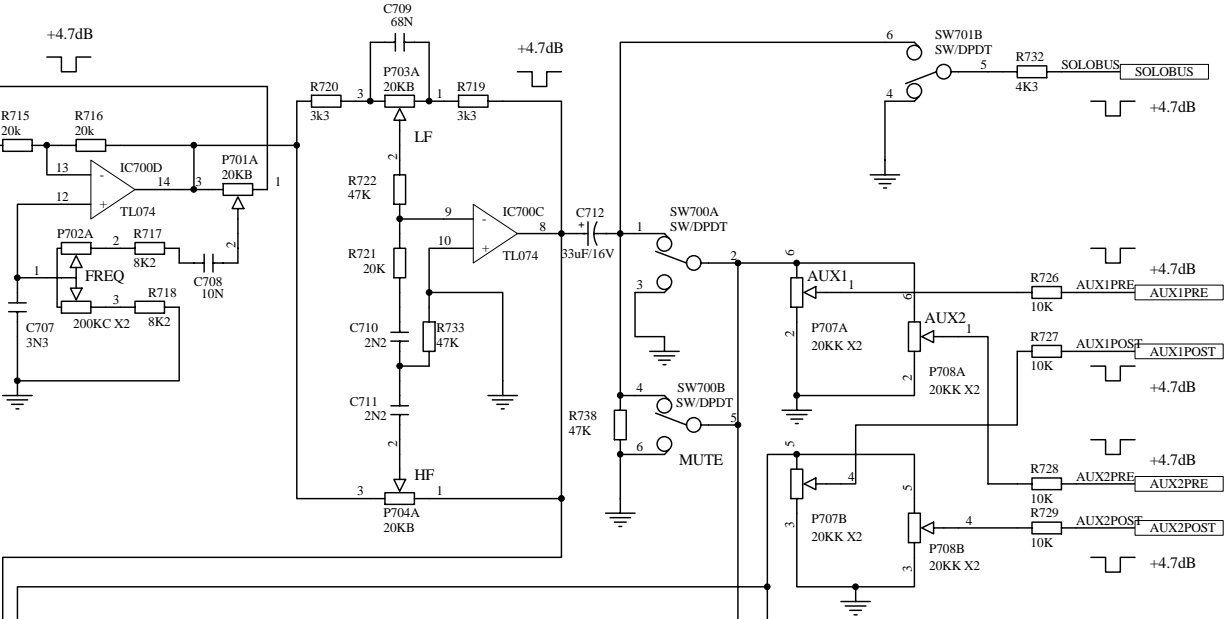 C709
68N
+4.7dB
+4.7dB
6
SW701B
SW/DPDT
5
R732
4K3
SOLOBUS
SOLOBUS
4
+4.7dB
R720
3k3
3
P703A
20KB
1
R719
3k3
LF
2
R715
20k
R716
20k
13
-
12
+
IC700D
14
TL074
3
P701A
20KB
1
2
R722
47K
9
-
10
+
IC700C
8
TL074
C712
+
33uF/16V
1
SW700A
SW/DPDT
2
3
P702A
2
R717
8K2
1
FREQ
C708
10N
3
R718
8K2
200KC X2
C707
3N3
R721
20K
C710
2N2
R733
47K
C711
2N2
2
HF
3
1
P704A
20KB
6
AUX1
1
2
P707A
20KK X2
6
AUX2
1
2
P708A
20KK X2
+4.7dB
R726
10K
AUX1PRE
AUX1PRE
R727
10K
AUX1POST
AUX1POST
+4.7dB
4
SW700B
SW/DPDT
5
R738
47K
6
MUTE
5
4
3
P707B
20KK X2
5
4
3
P708B
20KK X2
+4.7dB
R728
10K
AUX2PRE
AUX2PRE
R729
10K
AUX2POST
AUX2POST
+4.7dB